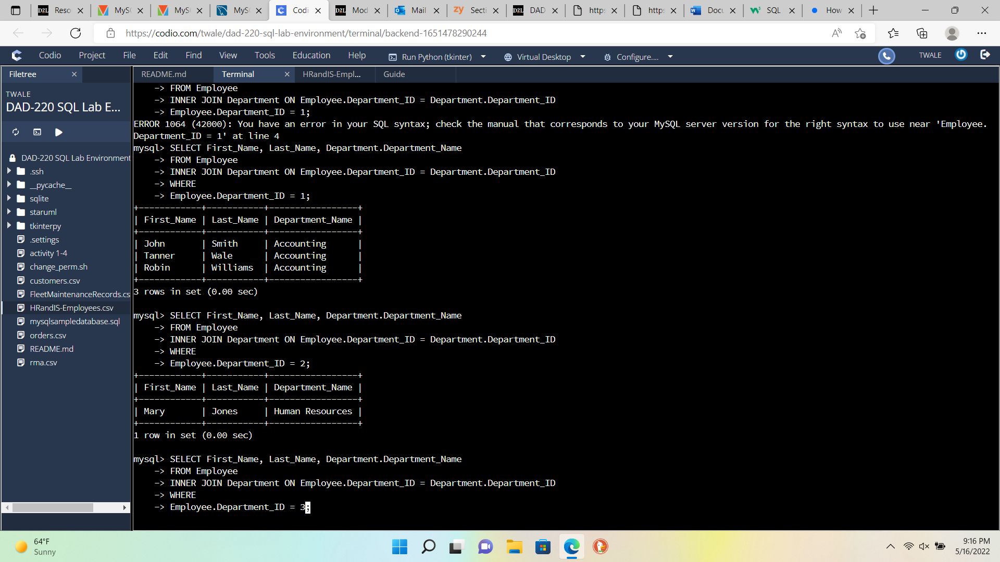 Reso
MyS
MyS
MyS
Codi
Mod
Mail
Secti
DAD
https
https
Docu
SQL
How
https://codio.com/twale/dad-220-sql-lab-environment/terminal/backend-1651478290244
Codio Project File Edit Find View Tools Education Help Run Python (tkinter) Virtual Desktop Configure.... TWALE
Filetree
README.md Terminal HRandIS-Empl... Guide
TWALE
DAD-220 SQL Lab E...
DAD-220 SQL Lab Environment
.ssh
__pycache__
sqlite
staruml
tkinterpy
.settings
activity 1-4
change_perm.sh
customers.csv
FleetMaintenanceRecords.cs
HRandIS-Employees.csv
mysqlsampledatabase.sql
orders.csv
README.md
rma.csv
-> FROM Employee
-> INNER JOIN Department ON Employee.Department_ID = Department.Department_ID
-> Employee.Department_ID = 1;
ERROR 1064 (42000): You have an error in your SQL syntax; check the manual that corresponds to your MySQL server version for the right syntax to use near 'Employee.
Department_ID = 1' at line 4
mysql> SELECT First_Name, Last_Name, Department.Department_Name
-> FROM Employee
-> INNER JOIN Department ON Employee.Department_ID = Department.Department_ID
-> WHERE
-> Employee.Department_ID = 1;
+------------+-----------+-----------------+
| First_Name | Last_Name | Department_Name |
+------------+-----------+-----------------+
| John | Smith | Accounting |
| Tanner | Wale | Accounting |
| Robin | Williams | Accounting |
+------------+-----------+-----------------+
3 rows in set (0.00 sec)
mysql> SELECT First_Name, Last_Name, Department.Department_Name
-> FROM Employee
-> INNER JOIN Department ON Employee.Department_ID = Department.Department_ID
-> WHERE
-> Employee.Department_ID = 2;
+------------+-----------+-----------------+
| First_Name | Last_Name | Department_Name |
+------------+-----------+-----------------+
| Mary | Jones | Human Resources |
+------------+-----------+-----------------+
1 row in set (0.00 sec)
mysql> SELECT First_Name, Last_Name, Department.Department_Name
-> FROM Employee
-> INNER JOIN Department ON Employee.Department_ID = Department.Department_ID
-> WHERE
-> Employee.Department_ID = 3;
64°F
Sunny
9:16 PM
5/16/2022